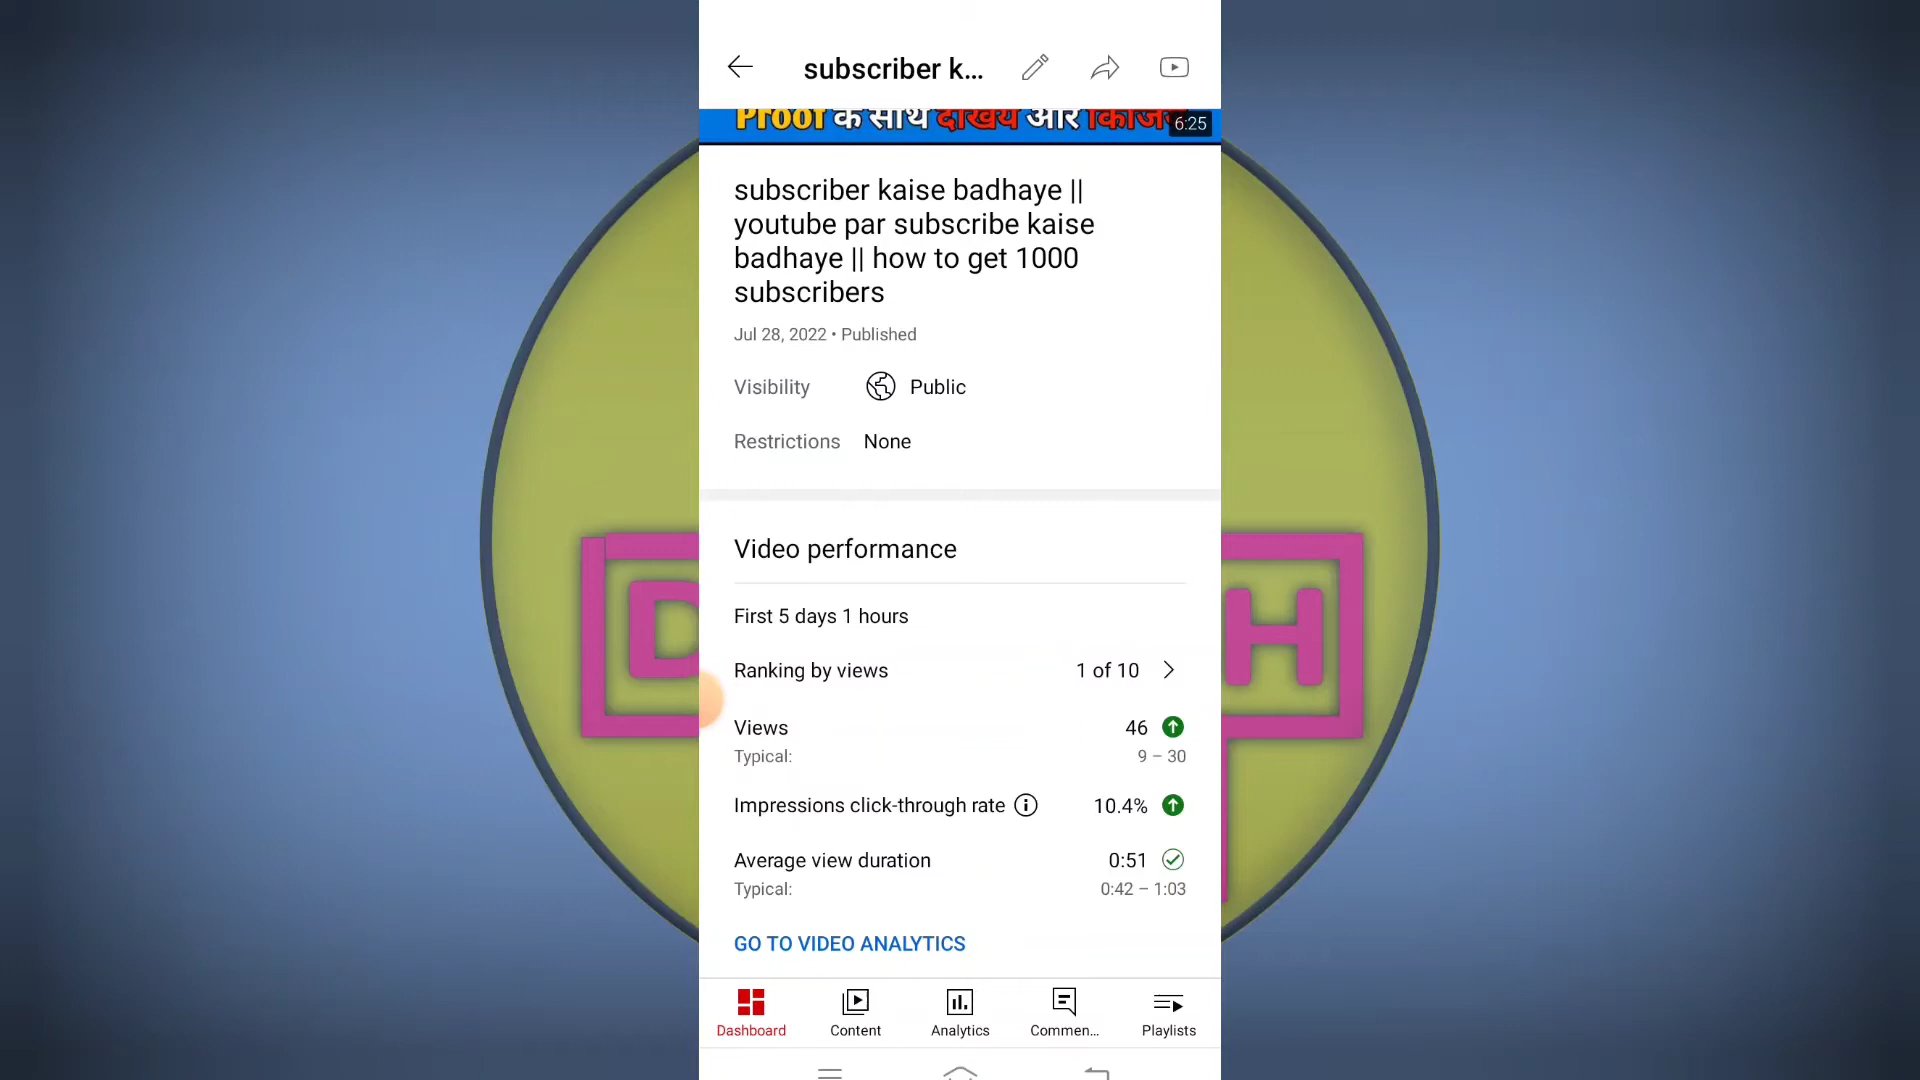 subscriber k...
Proof के साथ देखिये और
6:25
subscriber kaise badhaye ||
youtube par subscribe kaise
badhaye || how to get 1000
subscribers
Jul 28, 2022 • Published
Visibility Public
Restrictions None
Video performance
First 5 days 1 hours
Ranking by views 1 of 10
Views 46
Typical: 9 – 30
Impressions click-through rate 10.4%
Average view duration 0:51
Typical: 0:42 – 1:03
GO TO VIDEO ANALYTICS
Dashboard Content Analytics Commen... Playlists
D H